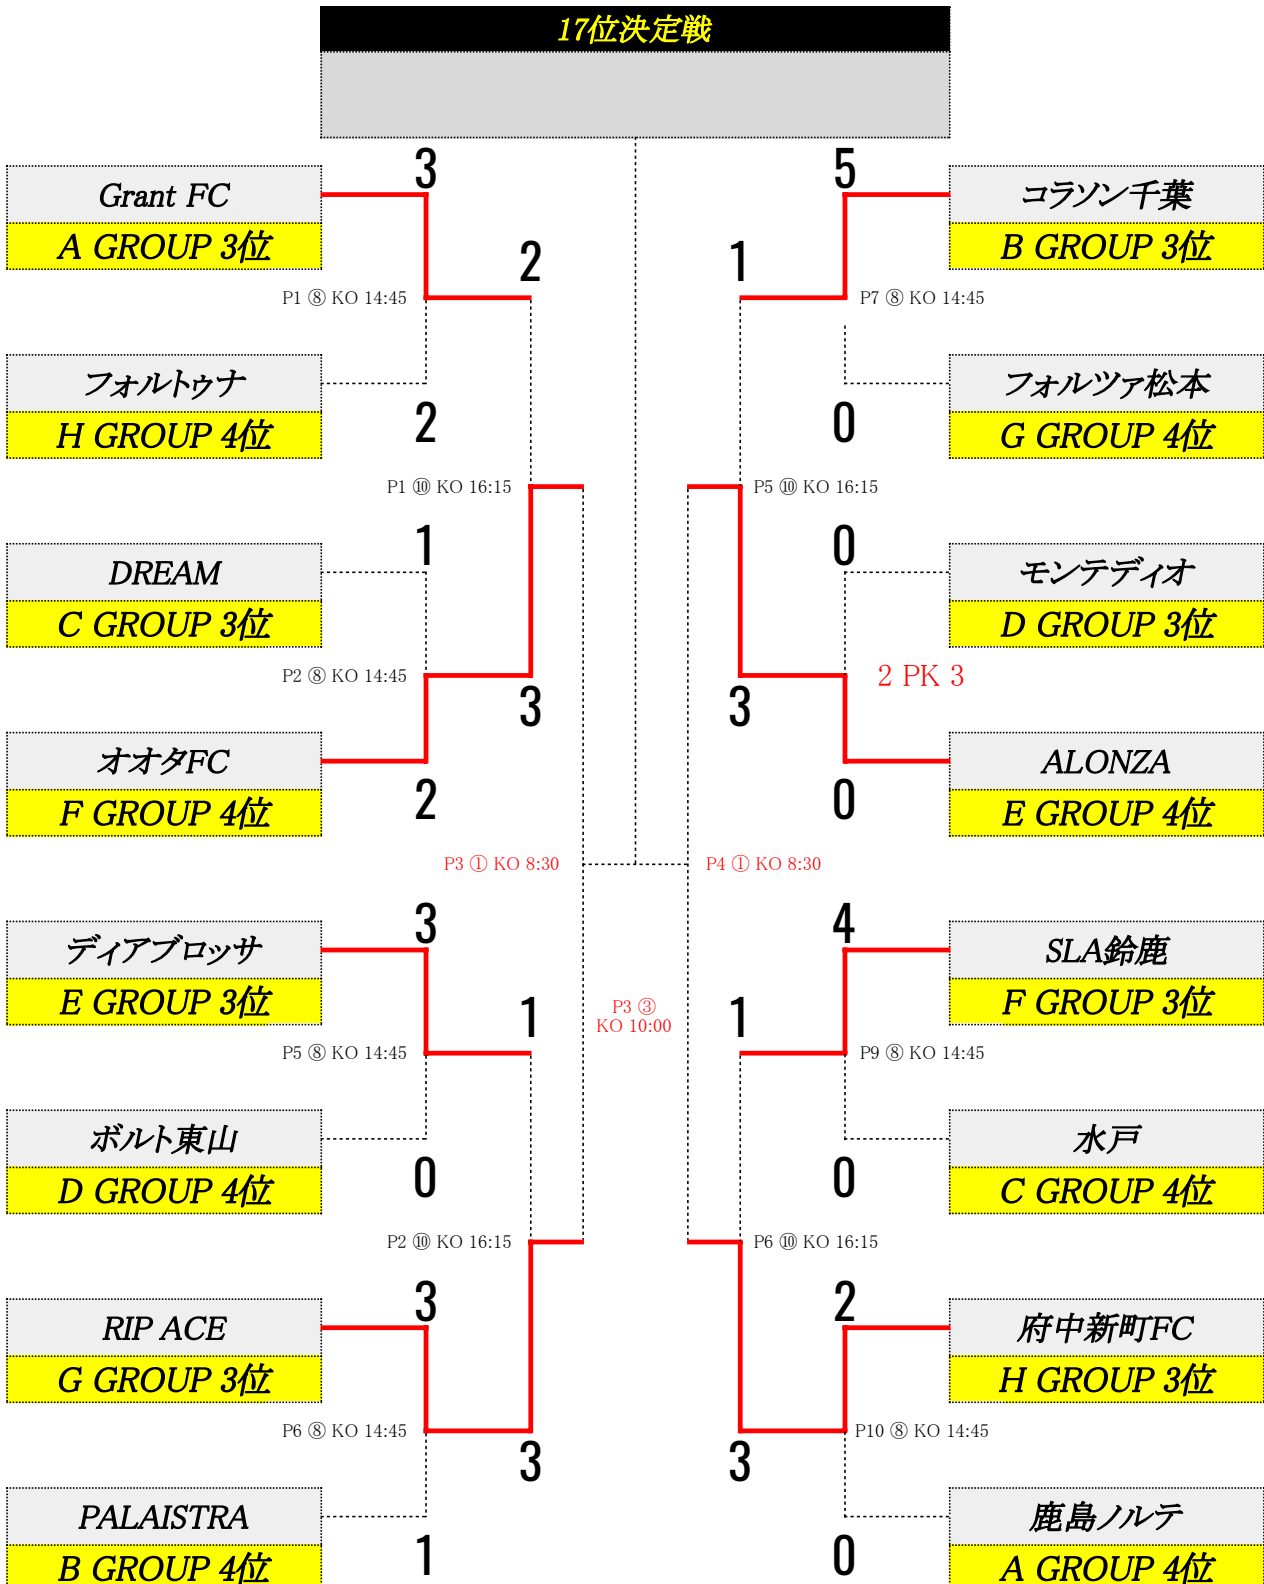 17位決定戦
3
5
Grant FC
A GROUP 3位
コラソン千葉
B GROUP 3位
2
1
P1 ⑧ KO 14:45
P7 ⑧ KO 14:45
フォルトゥナ
H GROUP 4位
フォルツァ松本
G GROUP 4位
2
0
P1 ⑩ KO 16:15
P5 ⑩ KO 16:15
1
0
DREAM
C GROUP 3位
モンテディオ
D GROUP 3位
P2 ⑧ KO 14:45
2 PK 3
3
3
オオタFC
F GROUP 4位
ALONZA
E GROUP 4位
2
0
P3 ① KO 8:30
P4 ① KO 8:30
3
4
ディアブロッサ
E GROUP 3位
SLA鈴鹿
F GROUP 3位
1
P3 ③
KO 10:00
1
P5 ⑧ KO 14:45
P9 ⑧ KO 14:45
ボルト東山
D GROUP 4位
水戸
C GROUP 4位
0
0
P2 ⑩ KO 16:15
P6 ⑩ KO 16:15
3
2
RIP ACE
G GROUP 3位
府中新町FC
H GROUP 3位
P6 ⑧ KO 14:45
P10 ⑧ KO 14:45
3
3
PALAISTRA
B GROUP 4位
鹿島ノルテ
A GROUP 4位
1
0